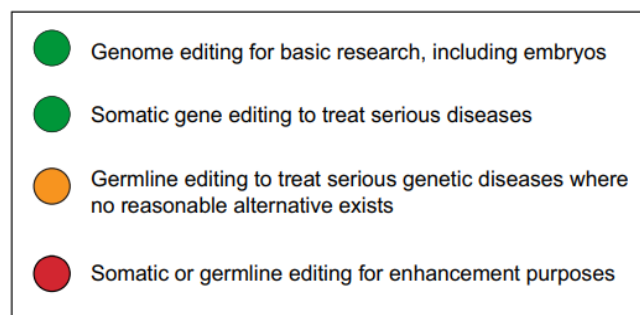 Genome editing for basic research, including embryos
Somatic gene editing to treat serious diseases
Germline editing to treat serious genetic diseases where
no reasonable alternative exists
Somatic or germline editing for enhancement purposes